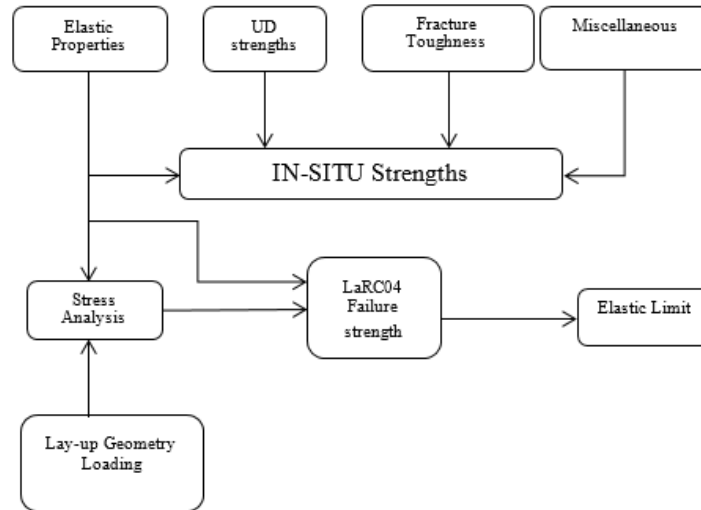 Elastic
Properties
UD
strengths
Fracture
Toughness
Miscellaneous
IN-SITU Strengths
Stress
Analysis
LaRC04
Failure
strength
Elastic Limit
Lay-up Geometry
Loading